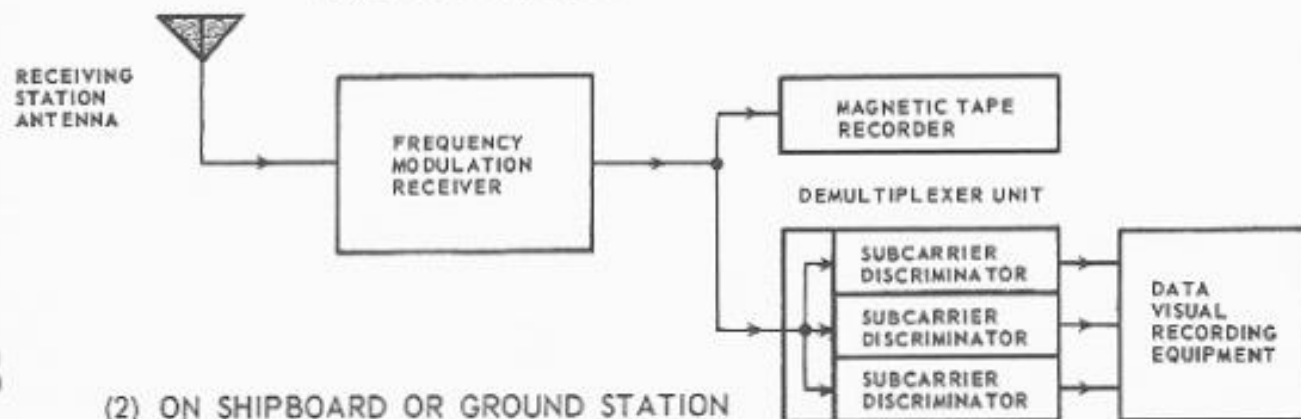 RECEIVING
STATION
ANTENNA
FREQUENCY
MODULATION
RECEIVER
MAGNETIC TAPE
RECORDER
DEMULTIPLEXER UNIT
SUBCARRIER
DISCRIMINATOR
SUBCARRIER
DISCRIMINATOR
SUBCARRIER
DISCRIMINATOR
DATA
VISUAL
RECORDING
EQUIPMENT
(2) ON SHIPBOARD OR GROUND STATION